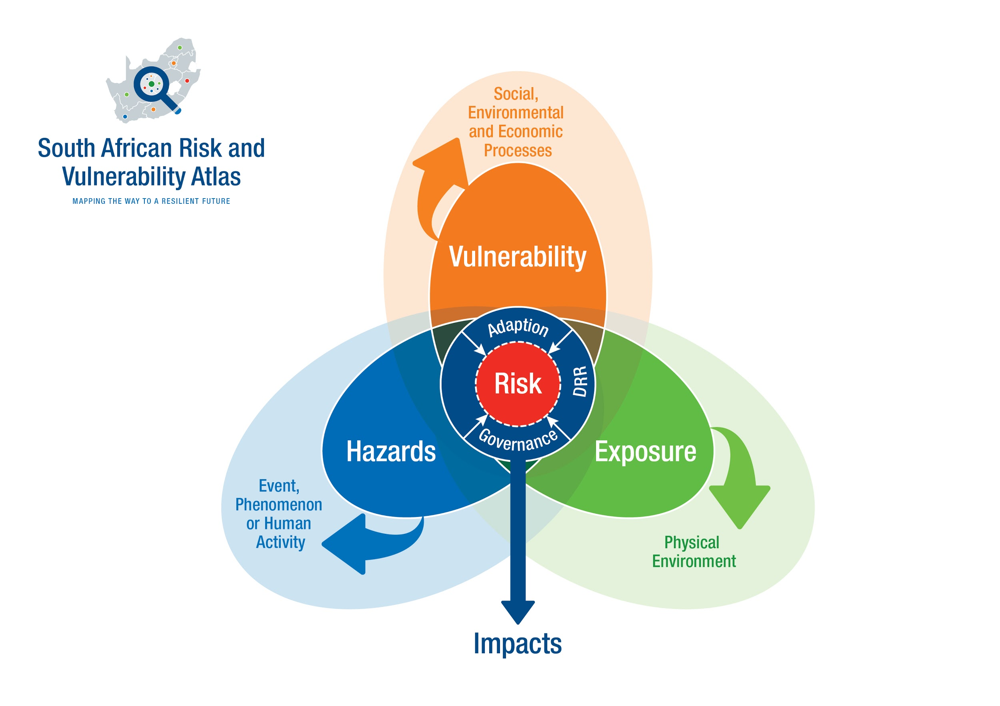 South African Risk and
Vulnerability Atlas
MAPPING THE WAY TO A RESILIENT FUTURE
Social,
Environmental
and Economic
Processes
Vulnerability
Adaption
DRR
Risk
Governance
Hazards
Exposure
Event,
Phenomenon
or Human
Activity
Physical
Environment
Impacts